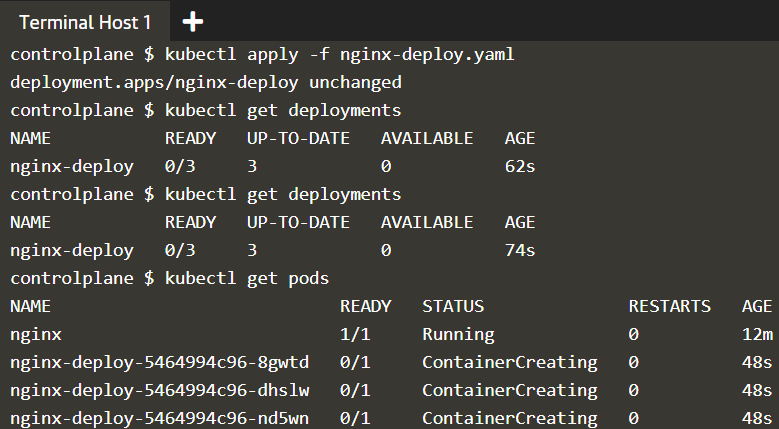 Terminal Host 1 +
controlplane $ kubectl apply -f nginx-deploy.yaml
deployment.apps/nginx-deploy unchanged
controlplane $ kubectl get deployments
NAME           READY   UP-TO-DATE   AVAILABLE   AGE
nginx-deploy   0/3     3            0           62s
controlplane $ kubectl get deployments
NAME           READY   UP-TO-DATE   AVAILABLE   AGE
nginx-deploy   0/3     3            0           74s
controlplane $ kubectl get pods
NAME                            READY   STATUS              RESTARTS   AGE
nginx                           1/1     Running             0          12m
nginx-deploy-5464994c96-8gwtd   0/1     ContainerCreating   0          48s
nginx-deploy-5464994c96-dhslw   0/1     ContainerCreating   0          48s
nginx-deploy-5464994c96-nd5wn   0/1     ContainerCreating   0          48s